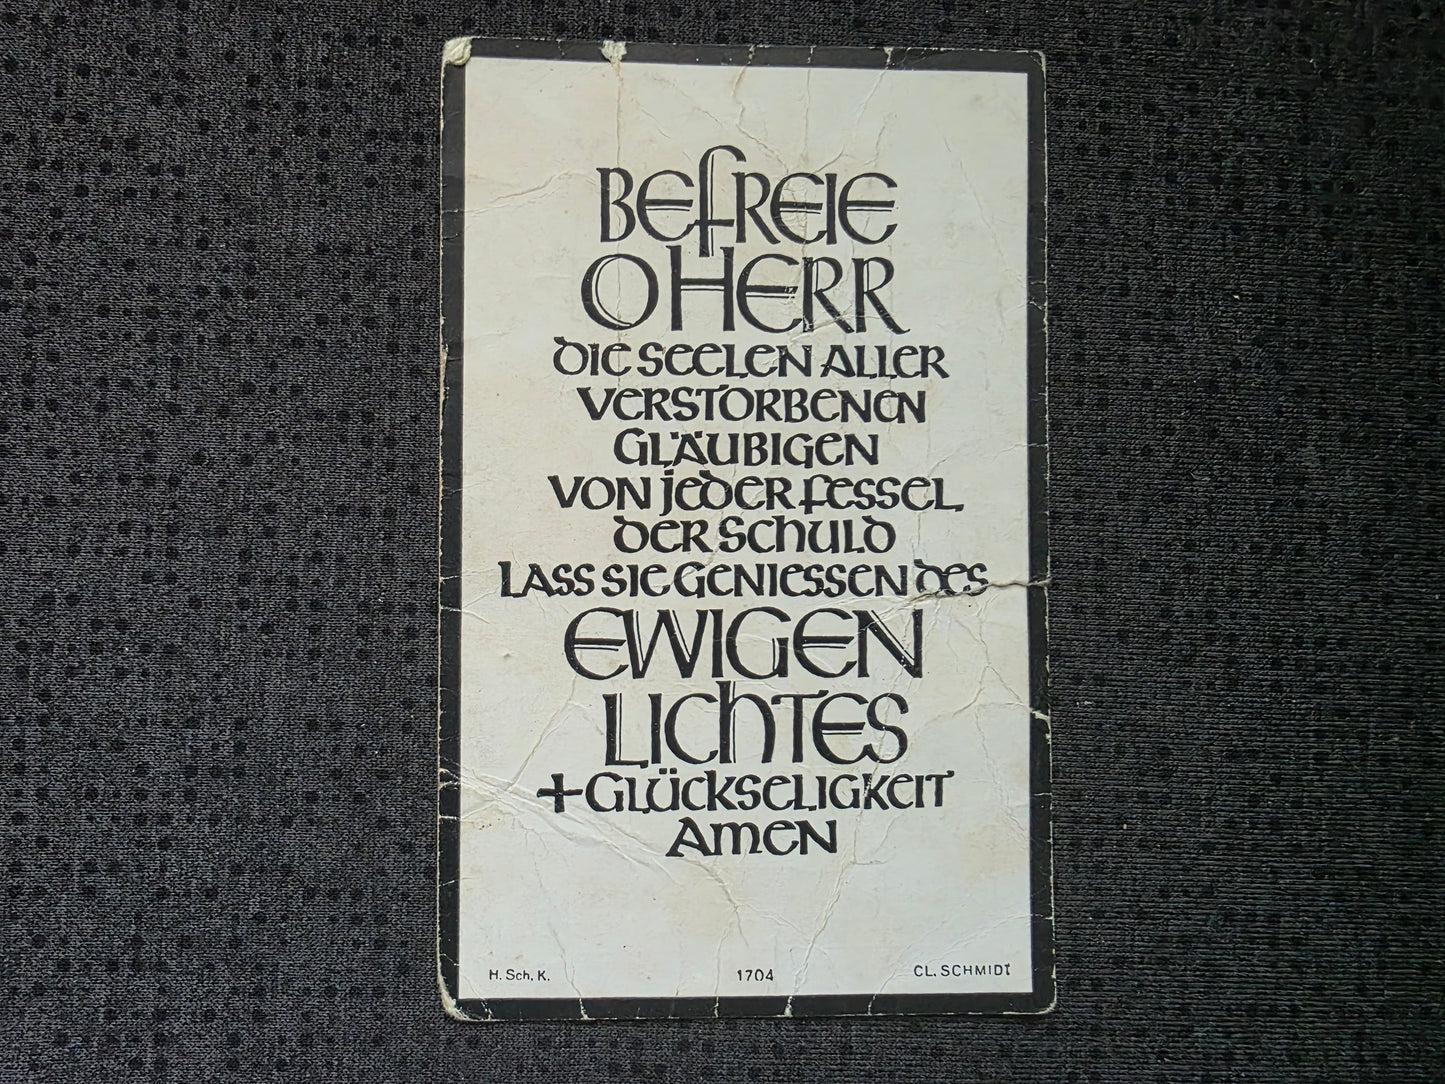 BEfREIE
O HERR
DIE SEELEN ALLER
VERSTORBENEN
GLÄUBIGEN
VON JEDER FESSEL
DER SCHULD
LASS SIE GENIESSEN DES
EWIGEN
LICHTES
+ GLÜCKSELIGKEIT
AMEN
H. Sch. K. 1704 CL. SCHMIDT